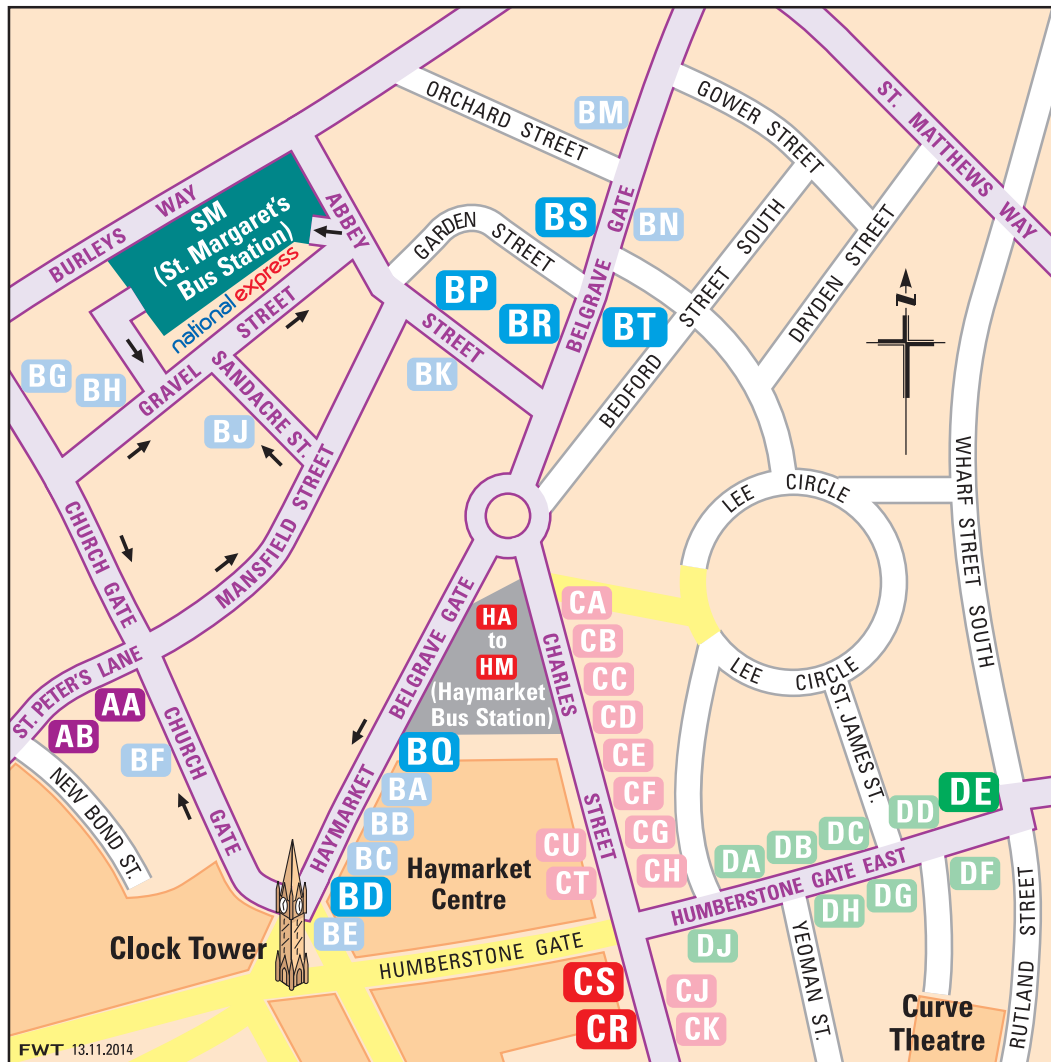 ORCHARD STREET
BM
GOWER STREET
ST. MATTHEWS WAY
BURLEYS WAY
SM
(St. Margaret's
Bus Station)
national express
ABBEY
STREET
GARDEN
STREET
BS
BELGRAVE GATE
BN
BEDFORD STREET SOUTH
DRYDEN STREET
BP
BR
BT
n
BG
BH
GRAVEL STREET
SANDACRE ST.
BJ
BK
MANSFIELD STREET
CHURCH GATE
LEE CIRCLE
WHARF STREET SOUTH
ST. PETER'S LANE
AA
AB
BF
NEW BOND ST.
CHURCH GATE
HAYMARKET
BELGRAVE GATE
HA
to
HM
(Haymarket
Bus Station)
CHARLES
STREET
CA
CB
CC
CD
CE
CF
CG
CH
LEE CIRCLE
ST. JAMES ST.
BQ
BA
BB
BC
BD
BE
Haymarket
Centre
CU
CT
DA
DB
DC
DD
DE
HUMBERSTONE GATE EAST
DF
DG
DH
DJ
Clock Tower
HUMBERSTONE GATE
CS
CR
CJ
CK
YEOMAN ST.
Curve
Theatre
RUTLAND STREET
FWT 13.11.2014